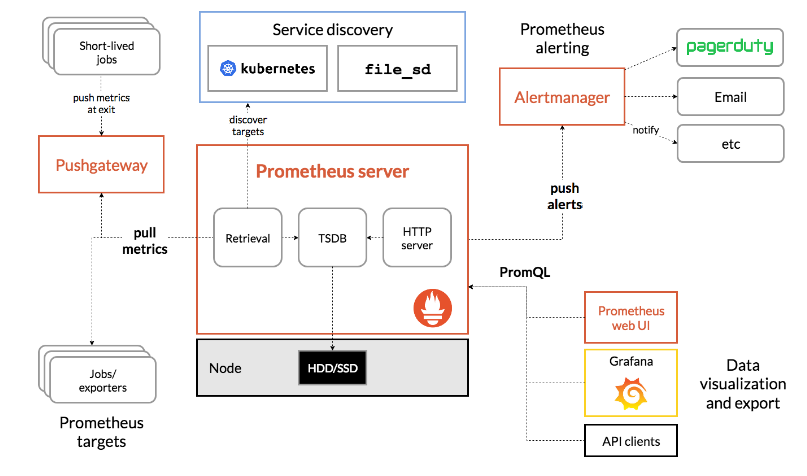 Short-lived
jobs
push metrics
at exit
Pushgateway
Service discovery
kubernetes
file_sd
discover
targets
Prometheus
alerting
Alertmanager
pagerduty
Email
notify
etc
Prometheus server
Retrieval
TSDB
HTTP
server
pull
metrics
push
alerts
PromQL
Node
HDD/SSD
Jobs/
exporters
Prometheus
targets
Prometheus
web UI
Grafana
API clients
Data
visualization
and export